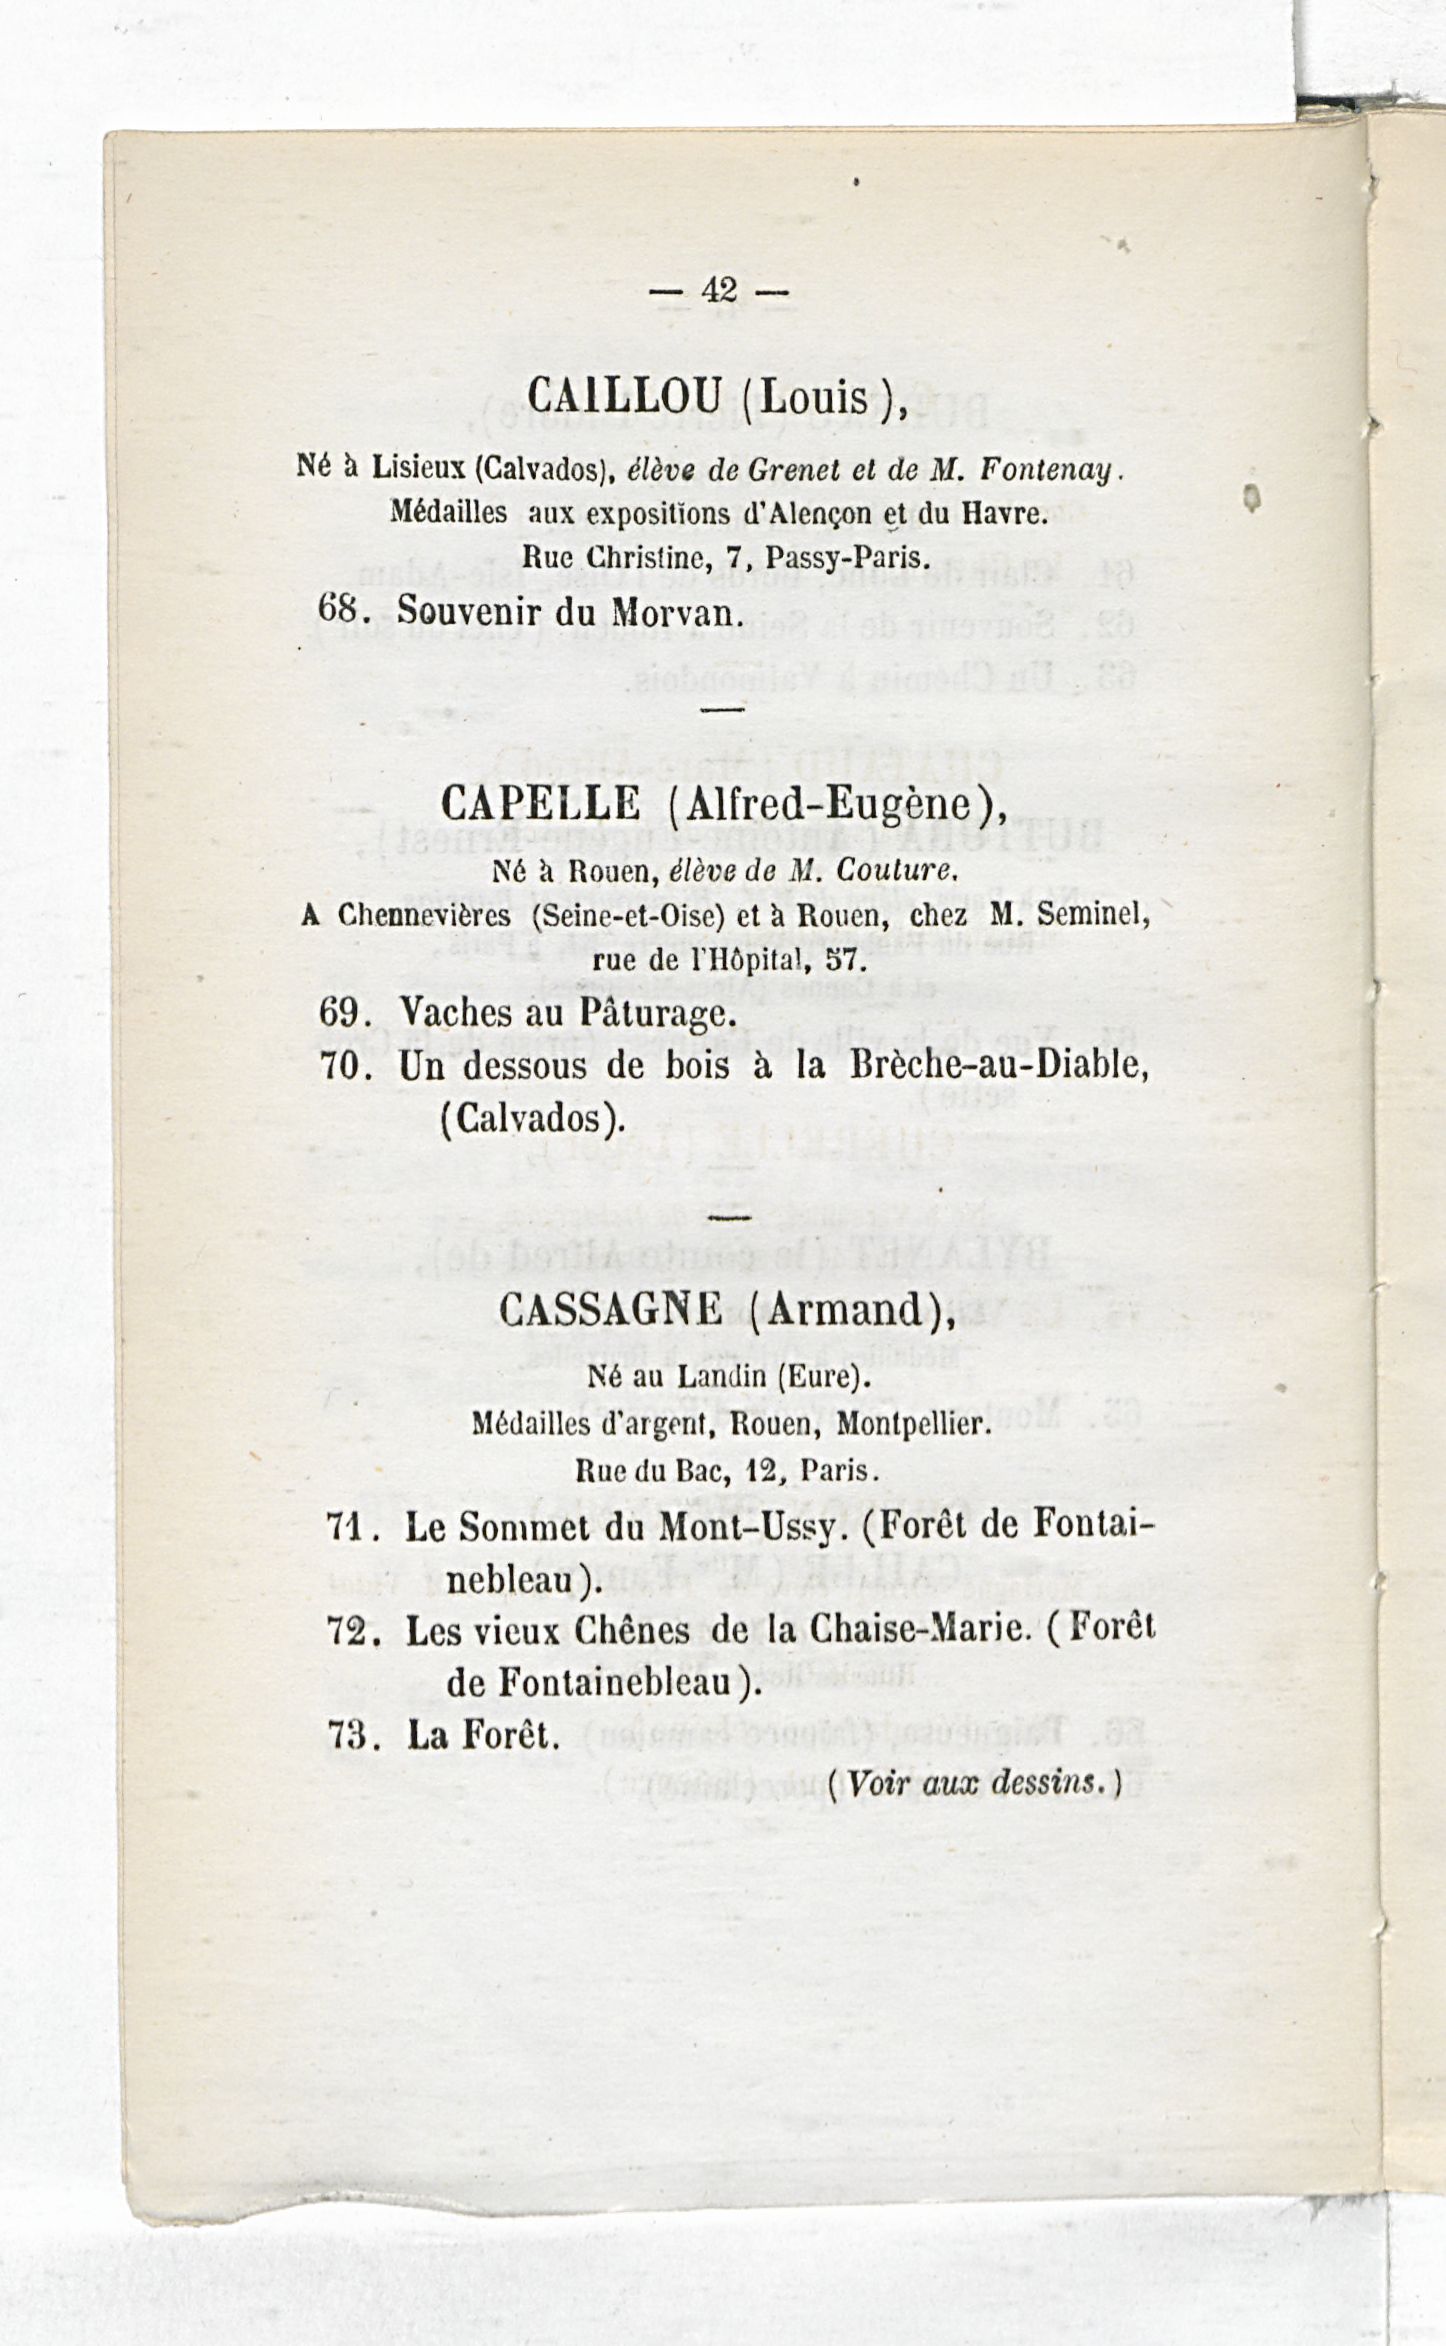 — 42 —
CAILLOU (Louis),
Né à Lisieux (Calvados), élève de Grenet et de M. Fontenay.
Médailles aux expositions d'Alençon et du Havre.
Rue Christine, 7, Passy-Paris.
68. Souvenir du Morvan.
—
CAPELLE (Alfred-Eugène),
Né à Rouen, élève de M. Couture.
A Chennevières (Seine-et-Oise) et à Rouen, chez M. Seminel,
rue de l'Hôpital, 57.
69. Vaches au Pâturage.
70. Un dessous de bois à la Brèche-au-Diable,
(Calvados).
—
CASSAGNE (Armand),
Né au Landin (Eure).
Médailles d'argent, Rouen, Montpellier.
Rue du Bac, 12, Paris.
71. Le Sommet du Mont-Ussy. (Forêt de Fontai-
nebleau).
72. Les vieux Chênes de la Chaise-Marie. (Forêt
de Fontainebleau).
73. La Forêt.
(Voir aux dessins.)